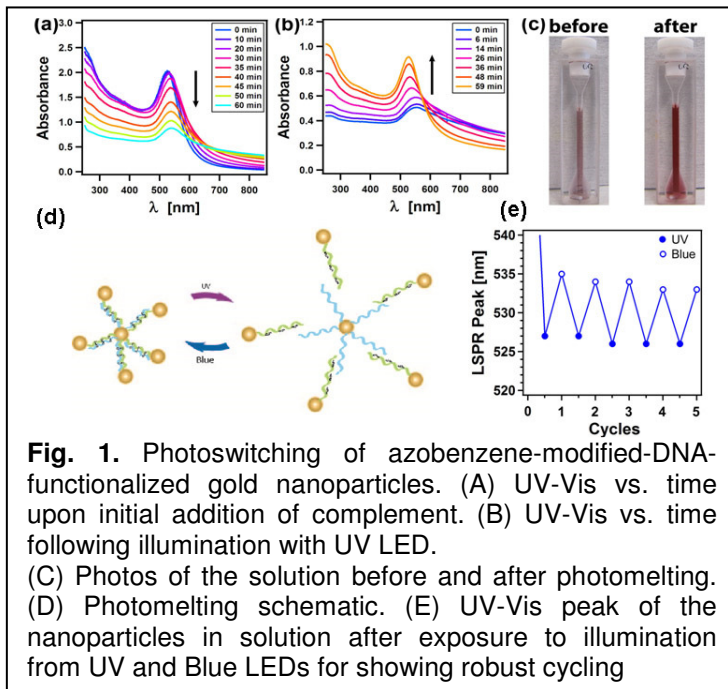 (a)
3.0
2.5
2.0
1.5
1.0
0.5
0.0
Absorbance
300 400 500 600 700 800
λ [nm]
0 min
10 min
20 min
30 min
35 min
40 min
45 min
50 min
60 min
(b)
1.2
1.0
0.8
0.6
0.4
0.2
0.0
Absorbance
300 400 500 600 700 800
λ [nm]
0 min
6 min
14 min
26 min
36 min
48 min
59 min
(c) before after
(d)
UV
Blue
(e)
540
535
530
525
520
LSPR Peak [nm]
UV
Blue
0 1 2 3 4 5
Cycles
Fig. 1. Photoswitching of azobenzene-modified-DNA-
functionalized gold nanoparticles. (A) UV-Vis vs. time
upon initial addition of complement. (B) UV-Vis vs. time
following illumination with UV LED.
(C) Photos of the solution before and after photomelting.
(D) Photomelting schematic. (E) UV-Vis peak of the
nanoparticles in solution after exposure to illumination
from UV and Blue LEDs for showing robust cycling